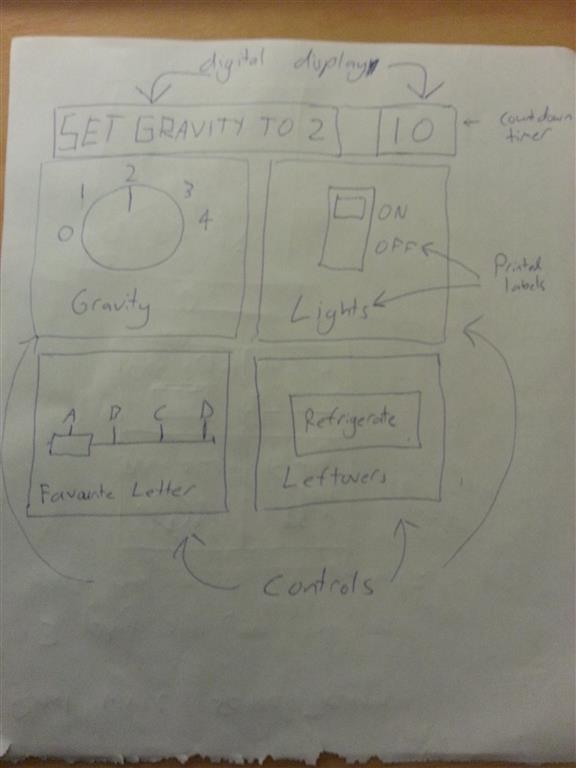 digital display
SET GRAVITY TO 2 10
countdown
timer
1 2 3
0 4
Gravity
ON
OFF
Lights
Printed
labels
A B C D
Favourite Letter
Refrigerate
Leftovers
Controls